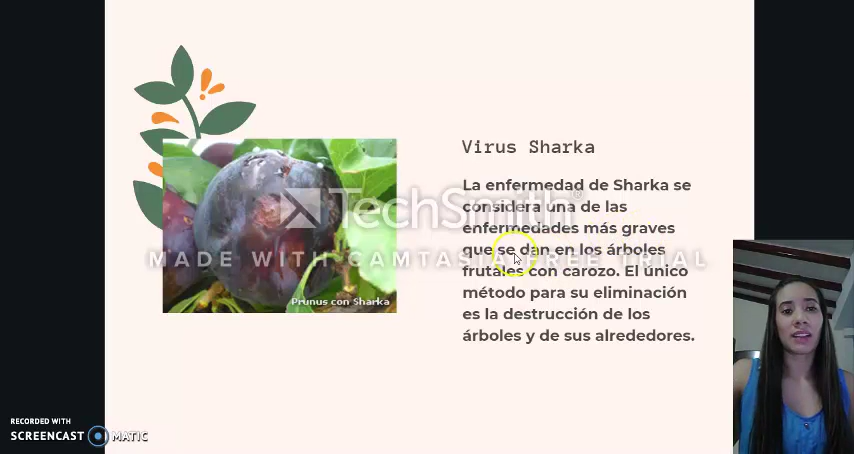 Virus Sharka
La enfermedad de Sharka se
considera una de las
enfermedades más graves
que se dan en los árboles
frutales con carozo. El único
método para su eliminación
es la destrucción de los
árboles y de sus alrededores.
Prunus con Sharka
TechSmith®
MADE WITH CAMTASIA FREE TRIAL
RECORDED WITH
SCREENCAST MATIC